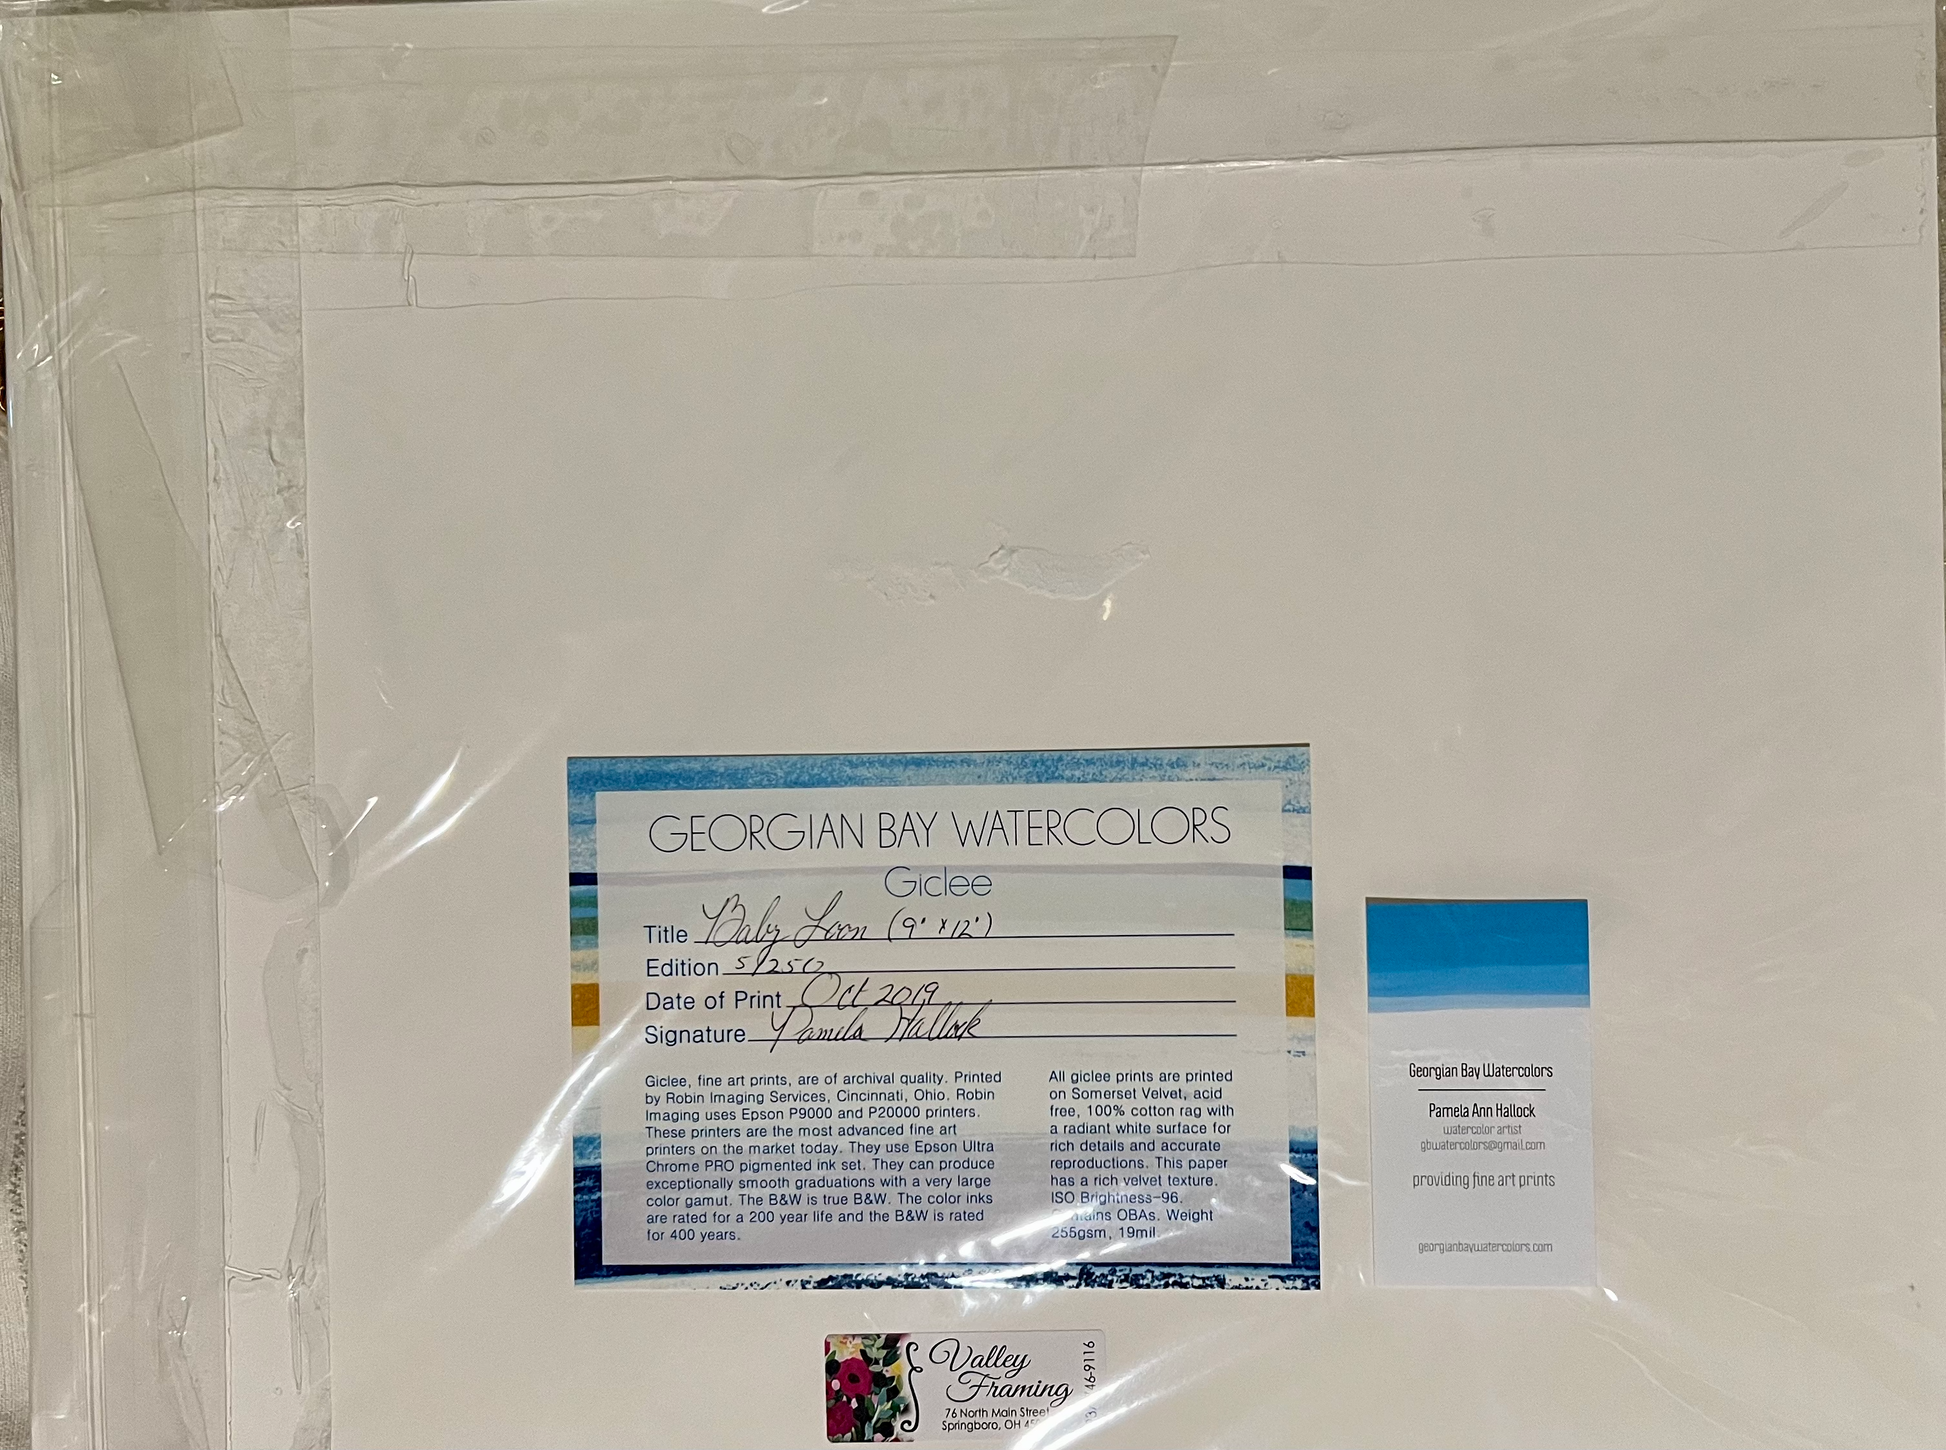 GEORGIAN BAY WATERCOLORS
Giclee
Title Baby Loon (9" x 12")
Edition 5/250
Date of Print Oct 2019
Signature Pamela Hallock
Giclee, fine art prints, are of archival quality. Printed
by Robin Imaging Services, Cincinnati, Ohio. Robin
Imaging uses Epson P9000 and P20000 printers.
These printers are the most advanced fine art
printers on the market today. They use Epson Ultra
Chrome PRO pigmented ink set. They can produce
exceptionally smooth graduations with a very large
color gamut. The B&W is true B&W. The color inks
are rated for a 200 year life and the B&W is rated
for 400 years.
All giclee prints are printed
on Somerset Velvet, acid
free, 100% cotton rag with
a radiant white surface for
rich details and accurate
reproductions. This paper
has a rich velvet texture.
ISO Brightness-96.
Contains OBAs. Weight
255gsm, 19mil.
Georgian Bay Watercolors
Pamela Ann Hallock
watercolor artist
gbwatercolors@gmail.com
providing fine art prints
georgianbaywatercolors.com
Valley
Framing
76 North Main Street
Springboro, OH
46-9116